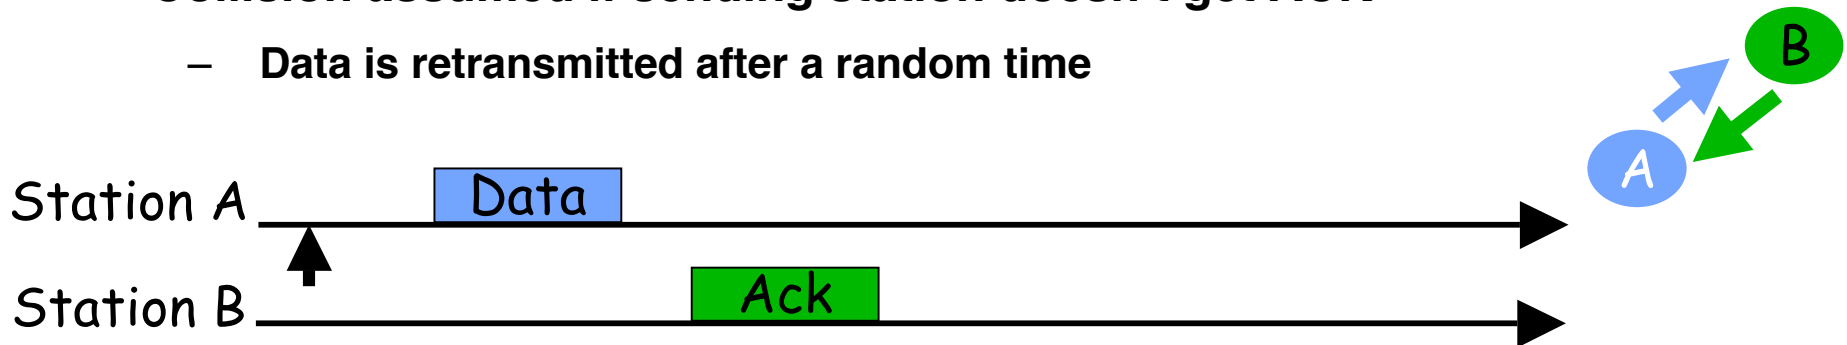 – Data is retransmitted after a random time
B
A
Station A
Data
Station B
Ack